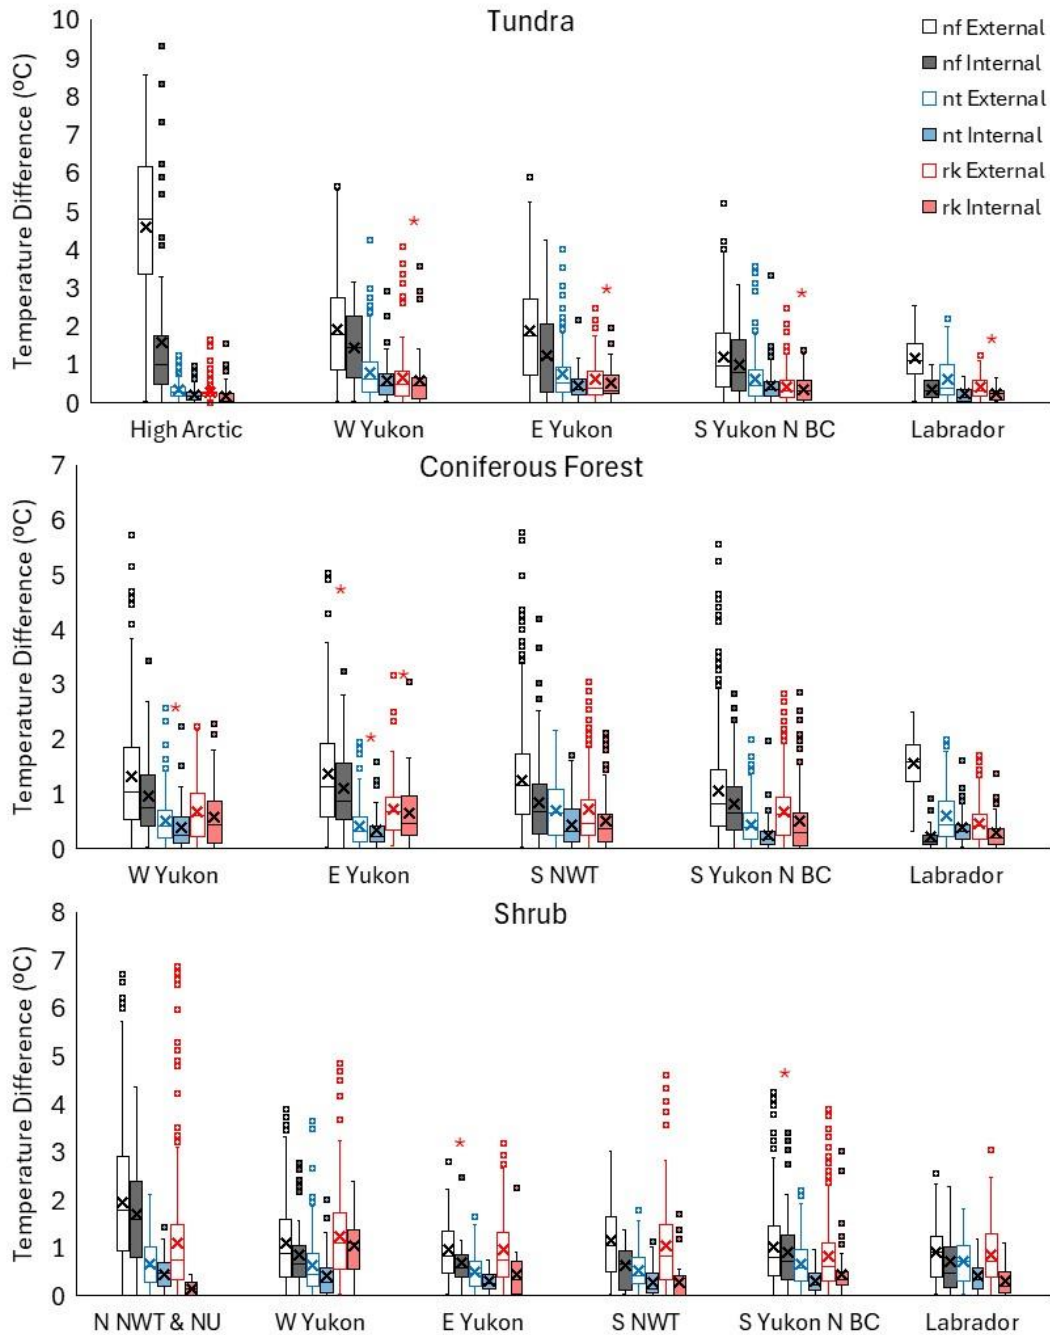 Tundra
Temperature Difference (ºC)
10
9
8
7
6
5
4
3
2
1
0
nf External
nf Internal
nt External
nt Internal
rk External
rk Internal
*
*
*
*
High Arctic
W Yukon
E Yukon
S Yukon N BC
Labrador
Coniferous Forest
Temperature Difference (ºC)
7
6
5
4
3
2
1
0
*
*
*
*
W Yukon
E Yukon
S NWT
S Yukon N BC
Labrador
Shrub
Temperature Difference (ºC)
8
7
6
5
4
3
2
1
0
*
*
N NWT & NU
W Yukon
E Yukon
S NWT
S Yukon N BC
Labrador